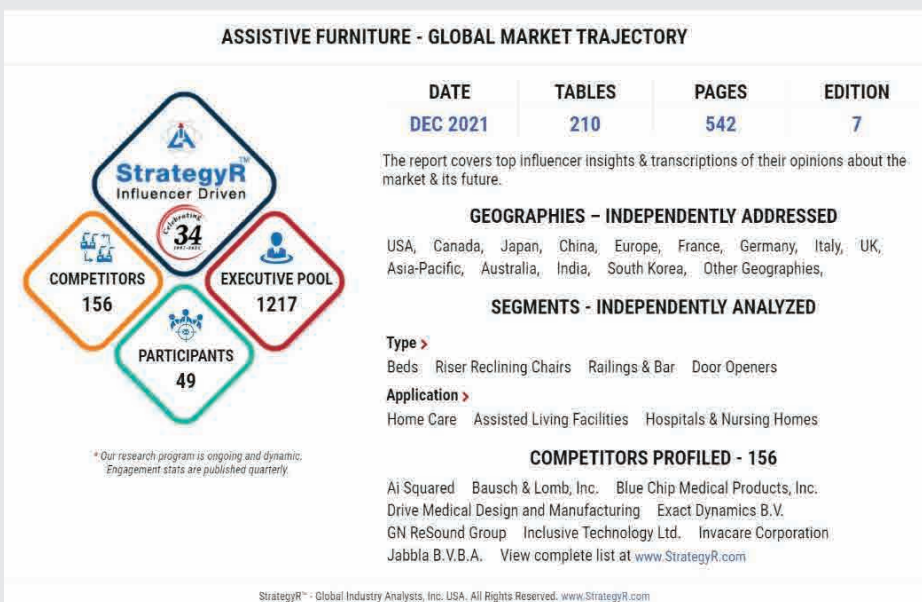 ASSISTIVE FURNITURE - GLOBAL MARKET TRAJECTORY
StrategyR™
Influencer Driven
Celebrating
34
COMPETITORS
156
EXECUTIVE POOL
1217
PARTICIPANTS
49
* Our research program is ongoing and dynamic.
Engagement stats are published quarterly.
DATE TABLES PAGES EDITION
DEC 2021 210 542 7
The report covers top influencer insights & transcriptions of their opinions about the
market & its future.
GEOGRAPHIES – INDEPENDENTLY ADDRESSED
USA, Canada, Japan, China, Europe, France, Germany, Italy, UK,
Asia-Pacific, Australia, India, South Korea, Other Geographies,
SEGMENTS - INDEPENDENTLY ANALYZED
Type >
Beds Riser Reclining Chairs Railings & Bar Door Openers
Application >
Home Care Assisted Living Facilities Hospitals & Nursing Homes
COMPETITORS PROFILED - 156
Ai Squared Bausch & Lomb, Inc. Blue Chip Medical Products, Inc.
Drive Medical Design and Manufacturing Exact Dynamics B.V.
GN ReSound Group Inclusive Technology Ltd. Invacare Corporation
Jabbla B.V.B.A. View complete list at www.StrategyR.com
StrategyR™ - Global Industry Analysts, Inc. USA. All Rights Reserved. www.StrategyR.com